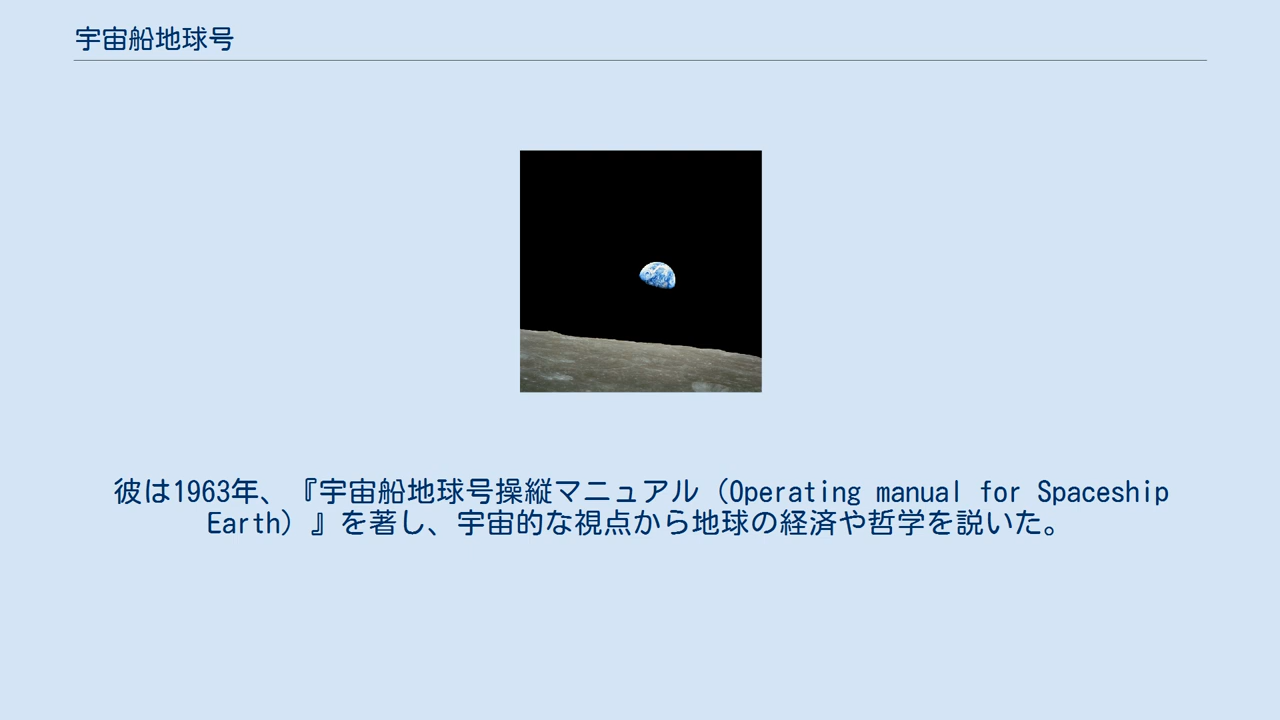 宇宙船地球号
彼は1963年、『宇宙船地球号操縦マニュアル（Operating manual for Spaceship
Earth）』を著し、宇宙的な視点から地球の経済や哲学を説いた。